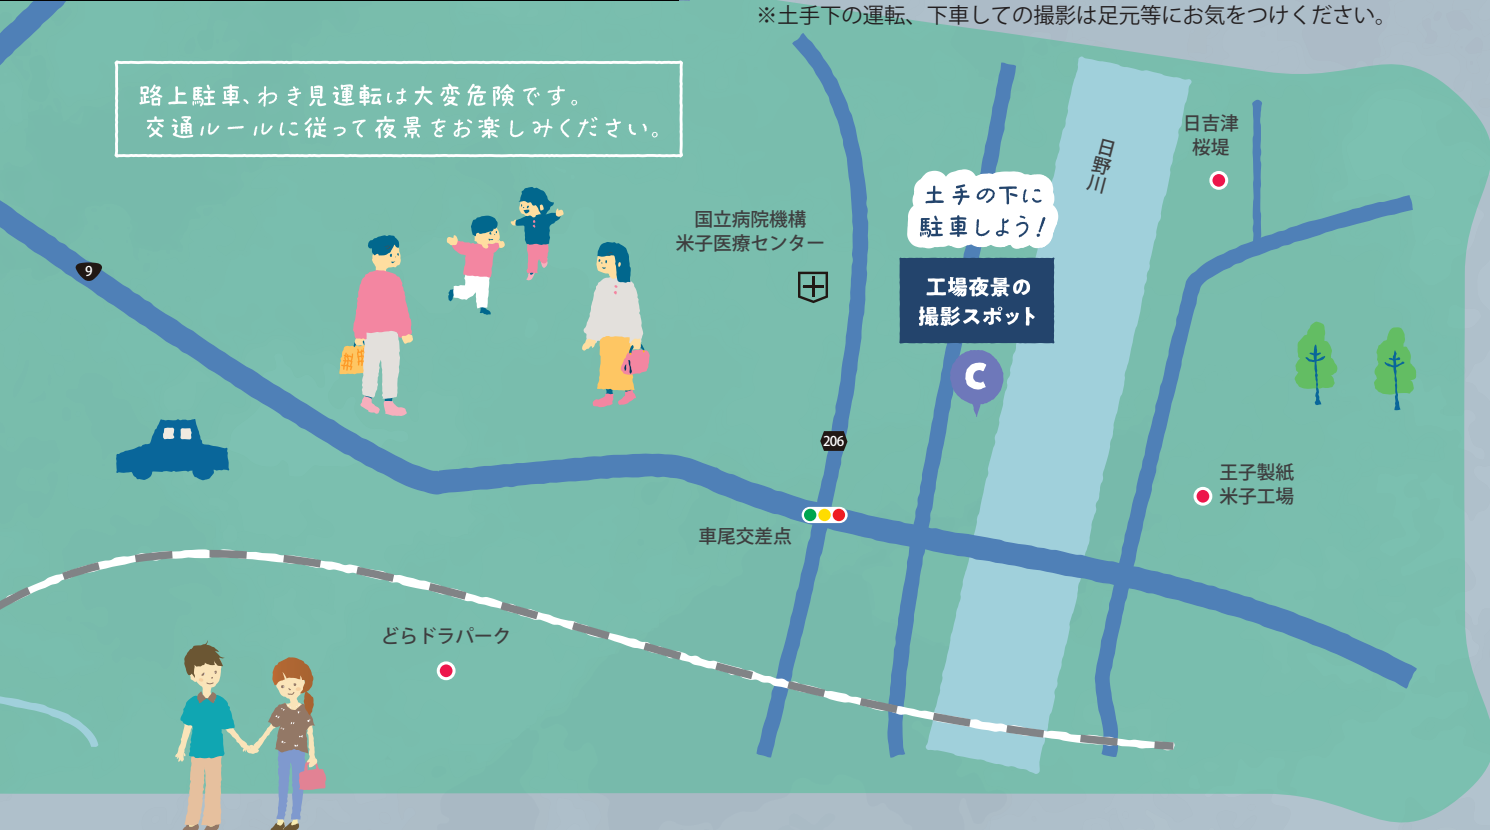 ※土手下の運転、下車しての撮影は足元等にお気をつけください。
路上駐車、わき見運転は大変危険です。
交通ルールに従って夜景をお楽しみください。
日吉津
桜堤
日野川
土手の下に
駐車しよう!
国立病院機構
米子医療センター
工場夜景の
撮影スポット
9
C
206
王子製紙
米子工場
車尾交差点
どらドラパーク